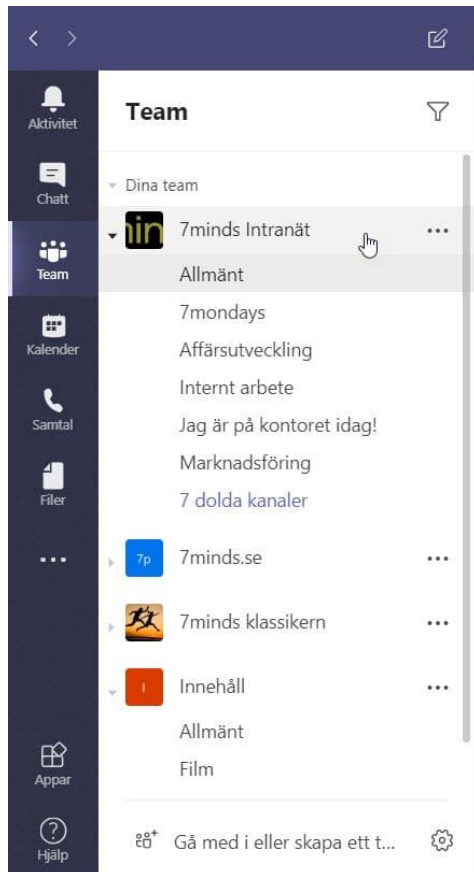 Team
Aktivitet
Chatt
Team
Kalender
Samtal
Filer
Appar
Hjälp
Dina team
7minds Intranät
Allmänt
7mondays
Affärsutveckling
Internt arbete
Jag är på kontoret idag!
Marknadsföring
7 dolda kanaler
7p 7minds.se
7minds klassikern
I Innehåll
Allmänt
Film
Gå med i eller skapa ett t...